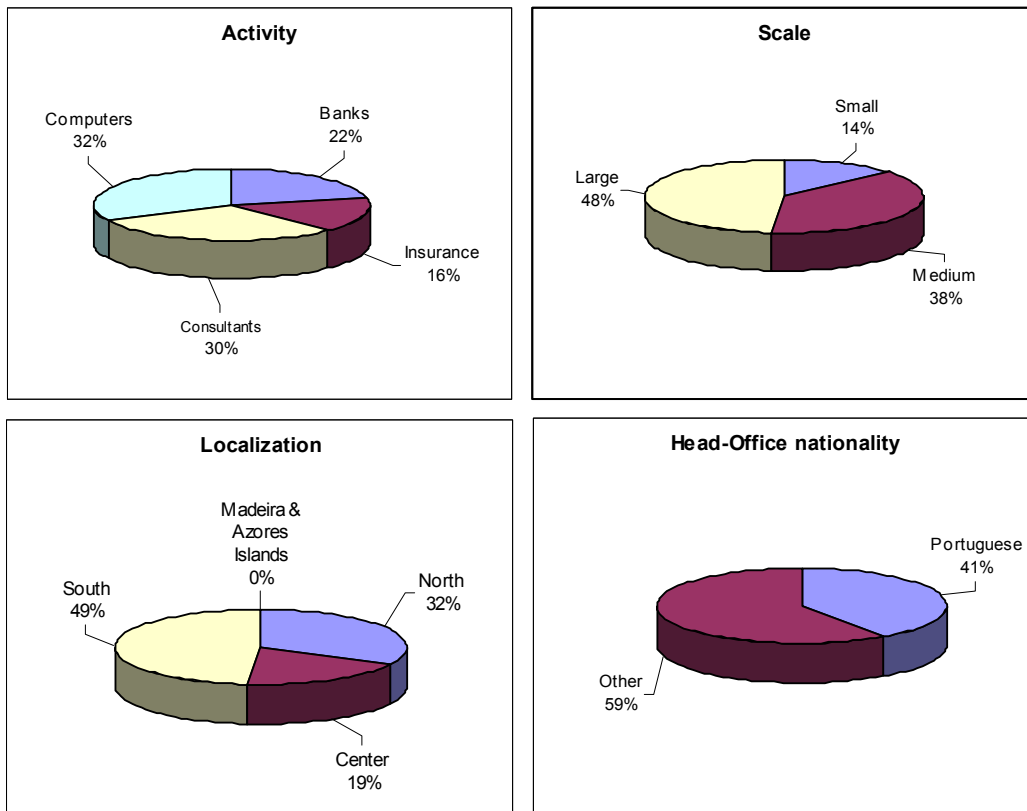 Activity
Computers
32%
Banks
22%
Insurance
16%
Consultants
30%
Scale
Small
14%
Large
48%
Medium
38%
Localization
Madeira &
Azores
Islands
0%
North
32%
South
49%
Center
19%
Head-Office nationality
Portuguese
41%
Other
59%